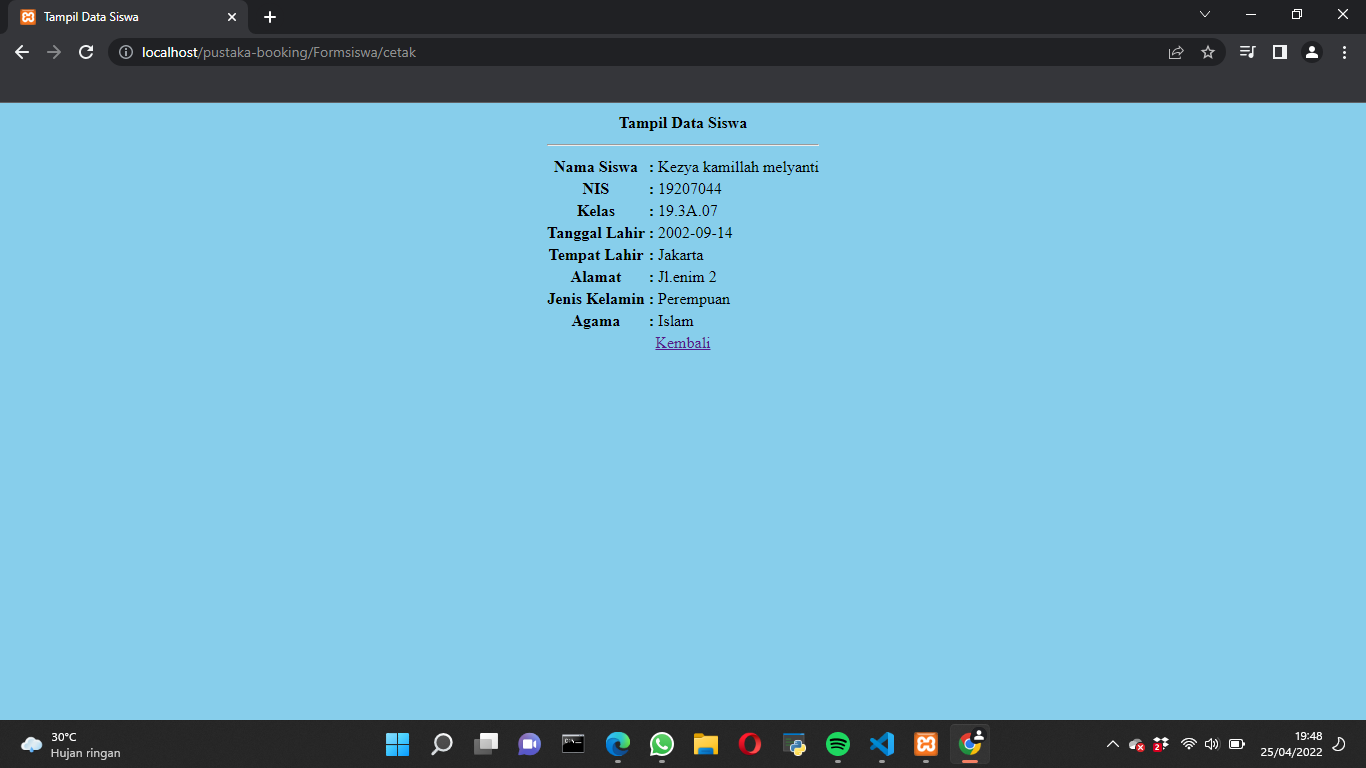 Tampil Data Siswa
localhost/pustaka-booking/Formsiswa/cetak
Tampil Data Siswa
Nama Siswa : Kezya kamillah melyanti
NIS : 19207044
Kelas : 19.3A.07
Tanggal Lahir : 2002-09-14
Tempat Lahir : Jakarta
Alamat : Jl.enim 2
Jenis Kelamin : Perempuan
Agama : Islam
Kembali
30°C
Hujan ringan
2
19:48
25/04/2022